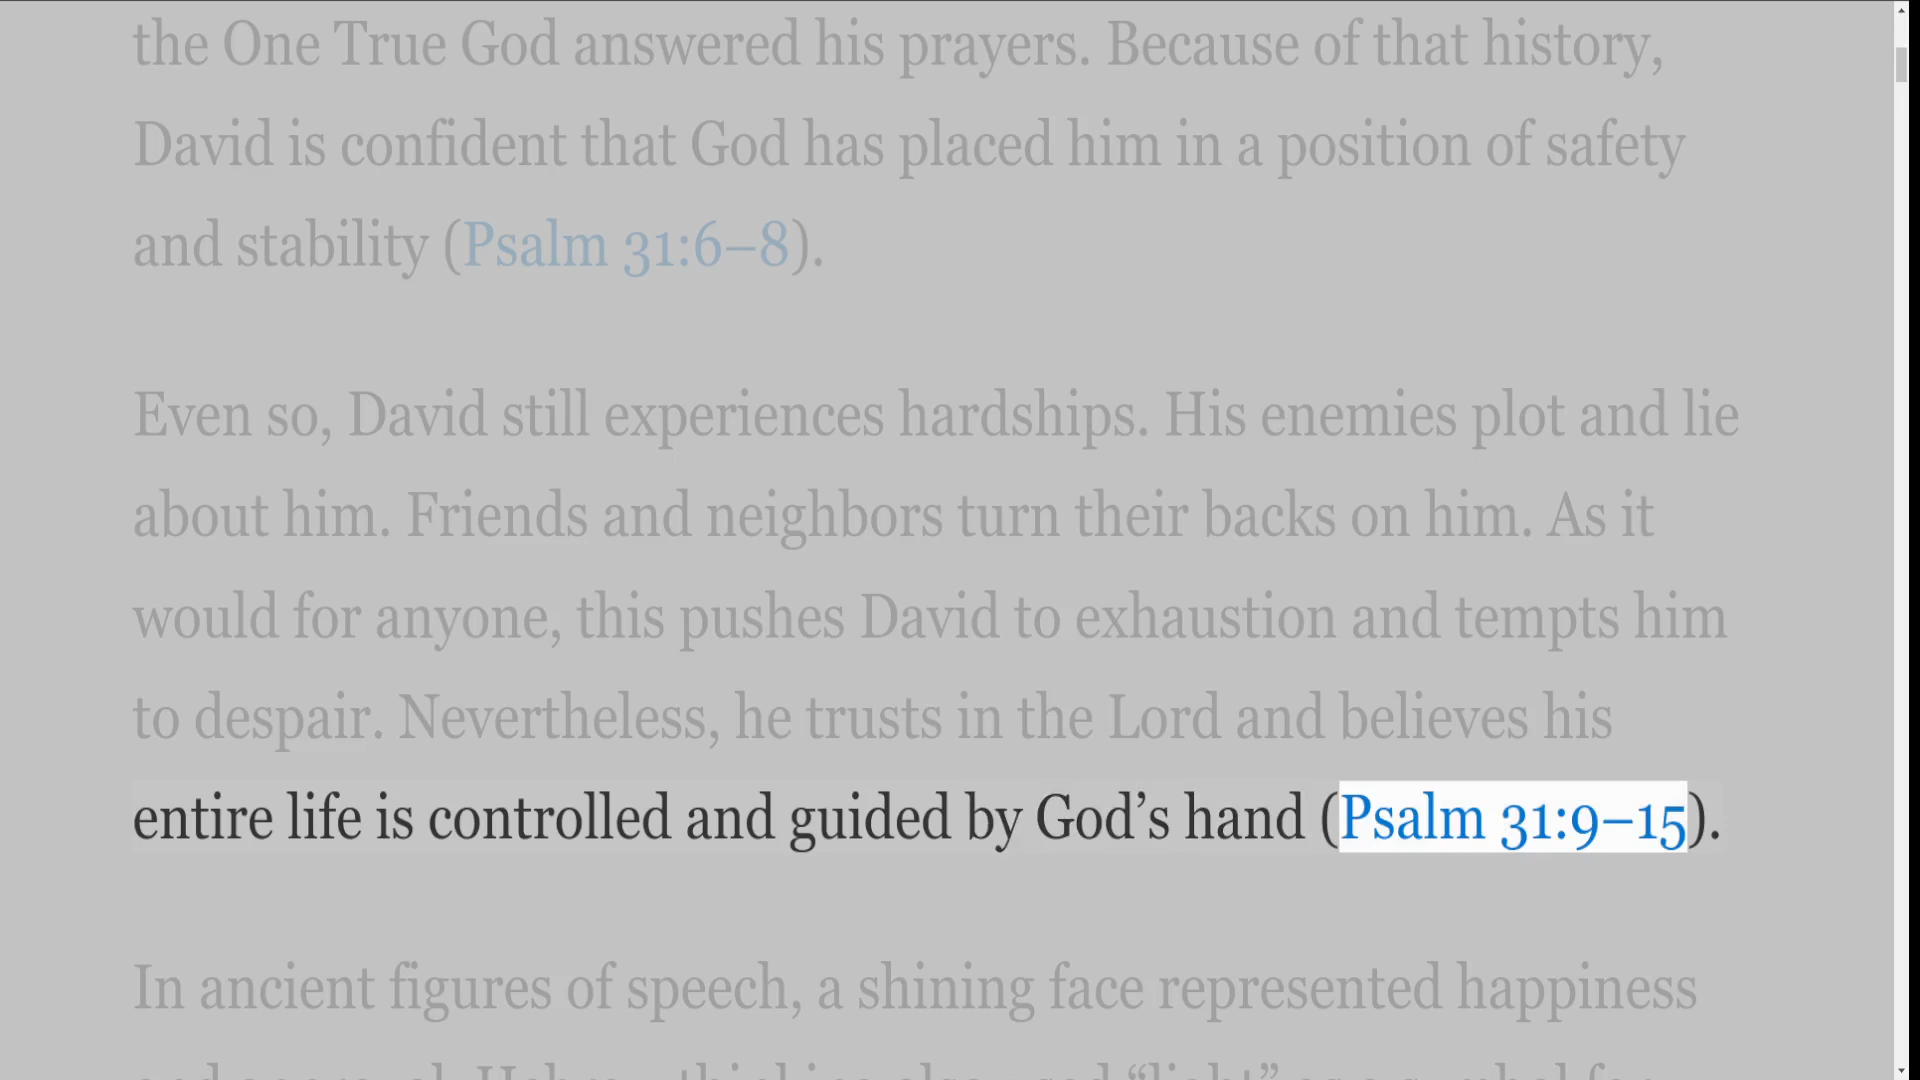 the One True God answered his prayers. Because of that history,
David is confident that God has placed him in a position of safety
and stability (Psalm 31:6–8).
Even so, David still experiences hardships. His enemies plot and lie
about him. Friends and neighbors turn their backs on him. As it
would for anyone, this pushes David to exhaustion and tempts him
to despair. Nevertheless, he trusts in the Lord and believes his
entire life is controlled and guided by God’s hand (Psalm 31:9–15).
In ancient figures of speech, a shining face represented happiness